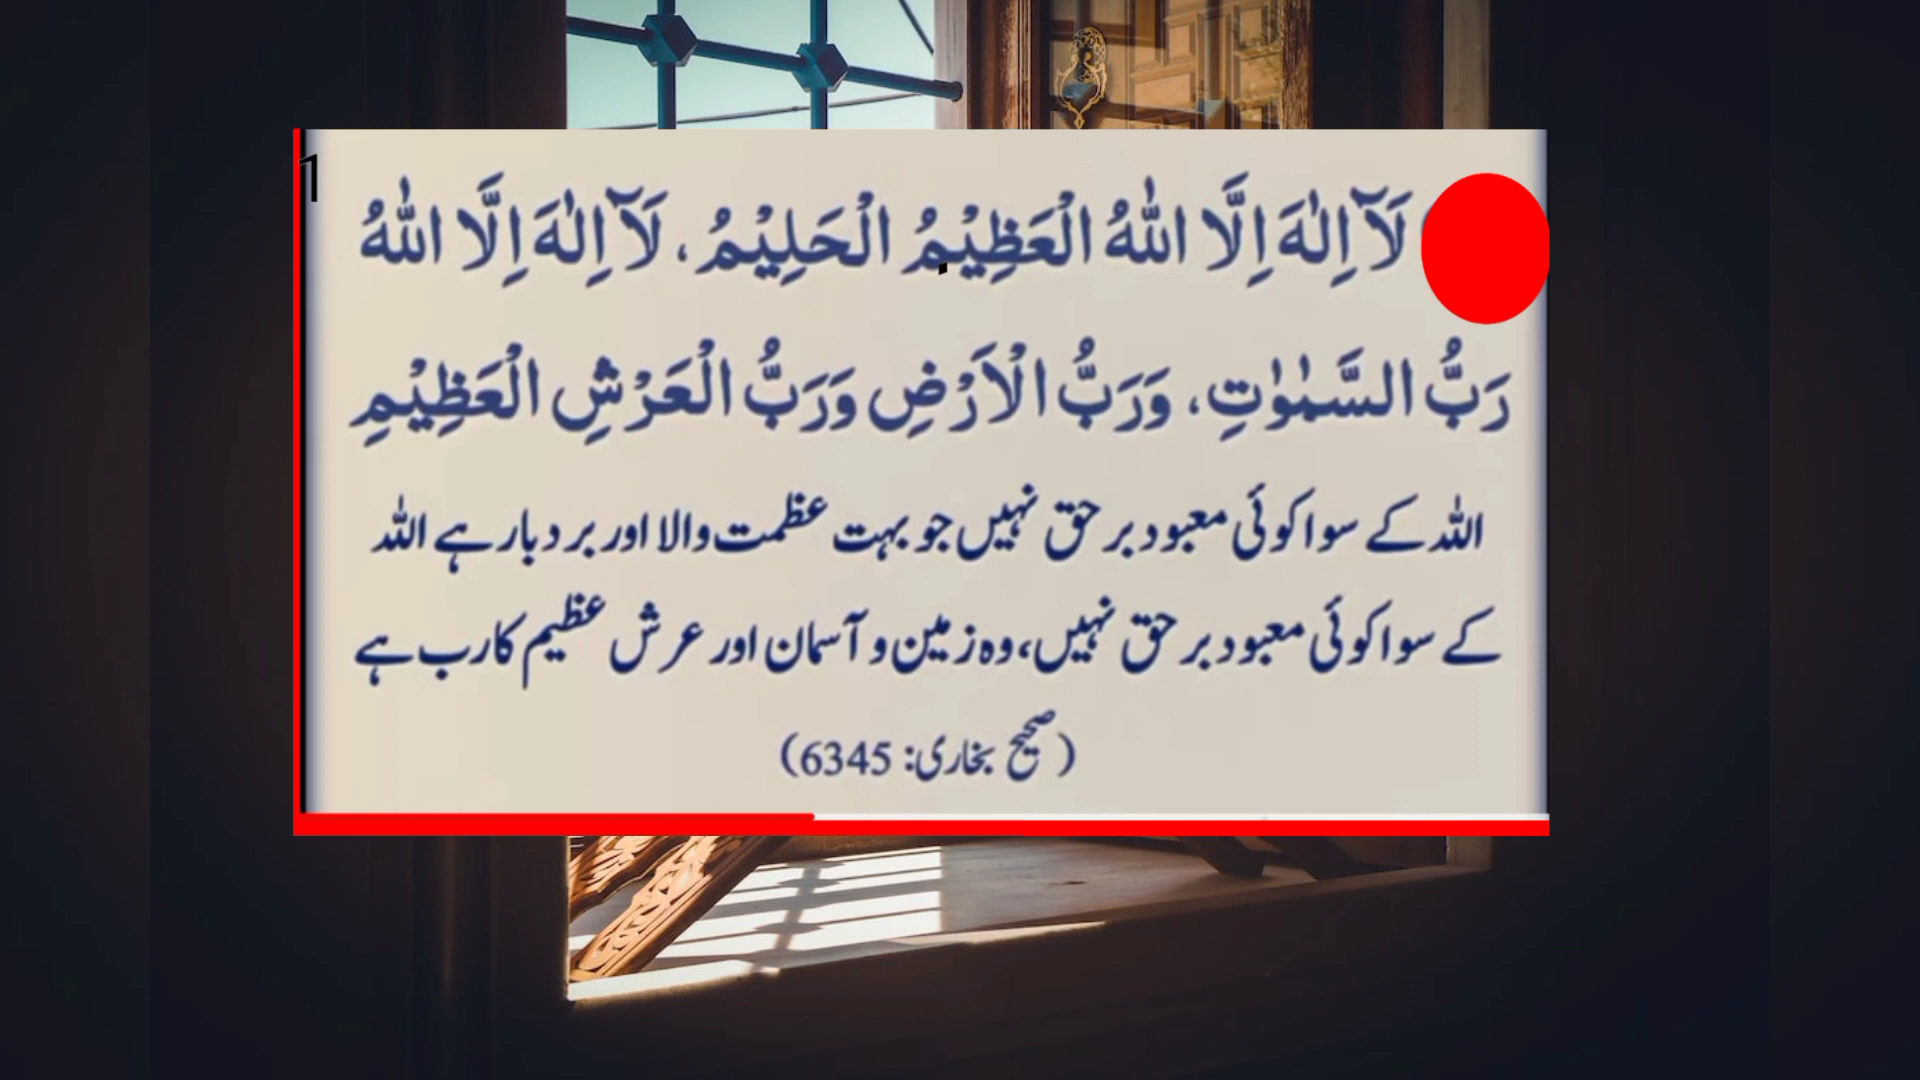 1
لَآ اِلٰهَ اِلَّا اللّٰهُ الْعَظِيْمُ الْحَلِيْمُ، لَآ اِلٰهَ اِلَّا اللّٰهُ
رَبُّ السَّمٰوٰتِ، وَرَبُّ الْاَرْضِ وَرَبُّ الْعَرْشِ الْعَظِيْمِ
اللہ کے سوا کوئی معبود برحق نہیں جو بہت عظمت والا اور بردبار ہے اللہ
کے سوا کوئی معبود برحق نہیں، وہ زمین و آسمان اور عرش عظیم کا رب ہے
(صحیح بخاری: 6345)